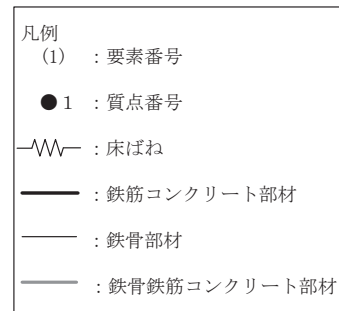 凡例
(1) : 要素番号
●1 : 質点番号
: 床ばね
: 鉄筋コンクリート部材
: 鉄骨部材
: 鉄骨鉄筋コンクリート部材